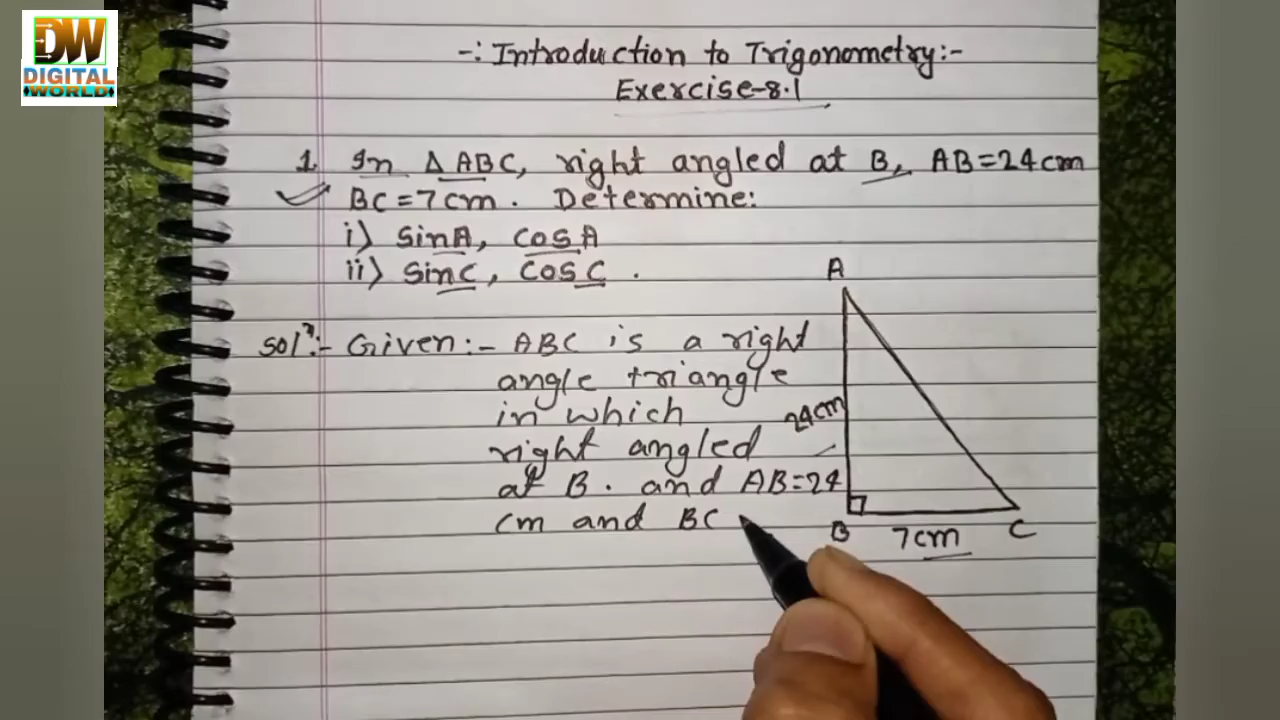 DW
DIGITAL
WORLD
-: Introduction to Trigonometry:-
Exercise-8.1
1. In Δ ABC, right angled at B, AB=24cm
BC=7cm. Determine:
i) SinA, COSA
ii) SinC, COSC.
Solⁿ:- Given:- ABC is a right
angle triangle
in which
right angled
at B. and AB=24
cm and BC
A
24cm
B
7cm
C